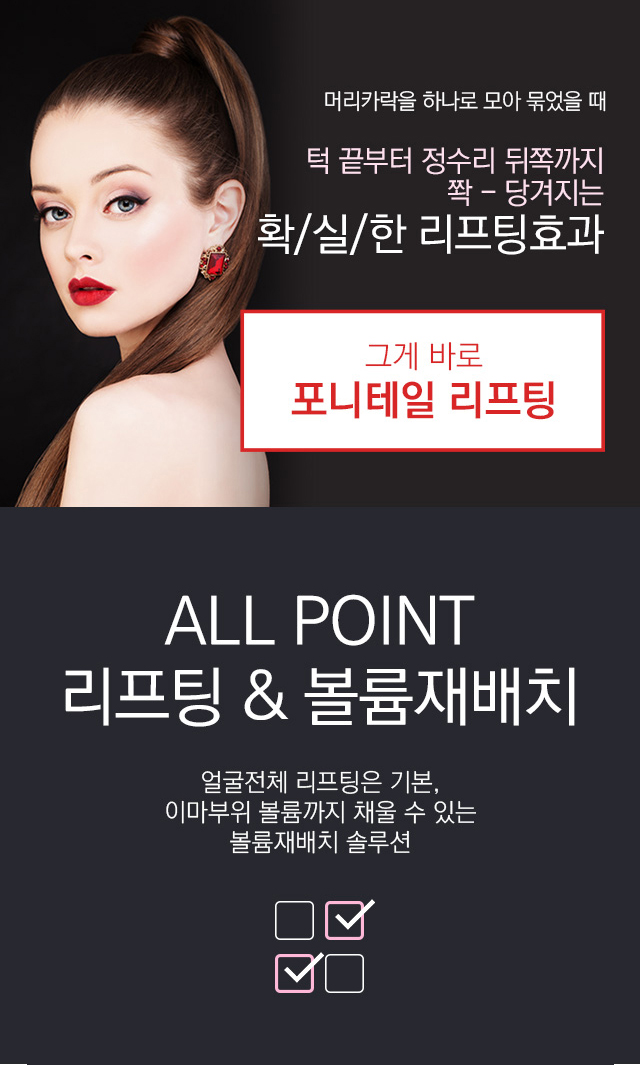 머리카락을 하나로 모아 묶었을 때
턱 끝부터 정수리 뒤쪽까지
쫙 – 당겨지는
확/실/한 리프팅효과
그게 바로
포니테일 리프팅
ALL POINT
리프팅 & 볼륨재배치
얼굴전체 리프팅은 기본,
이마부위 볼륨까지 채울 수 있는
볼륨재배치 솔루션